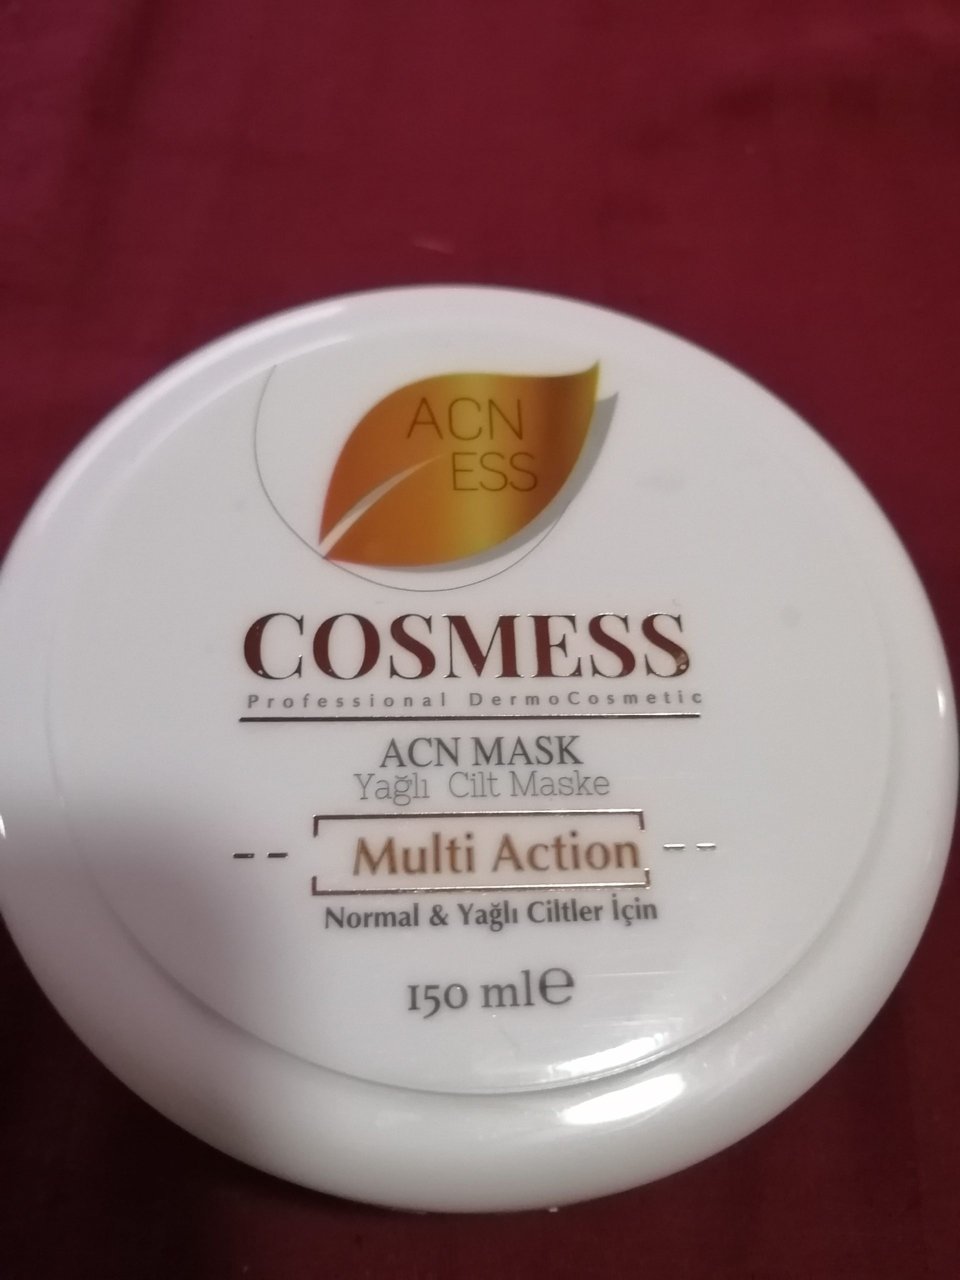 ACN
ESS
COSMESS
Professional DermoCosmetic
ACN MASK
Yağlı Cilt Maske
Multi Action
Normal & Yağlı Ciltler İçin
150 ml e